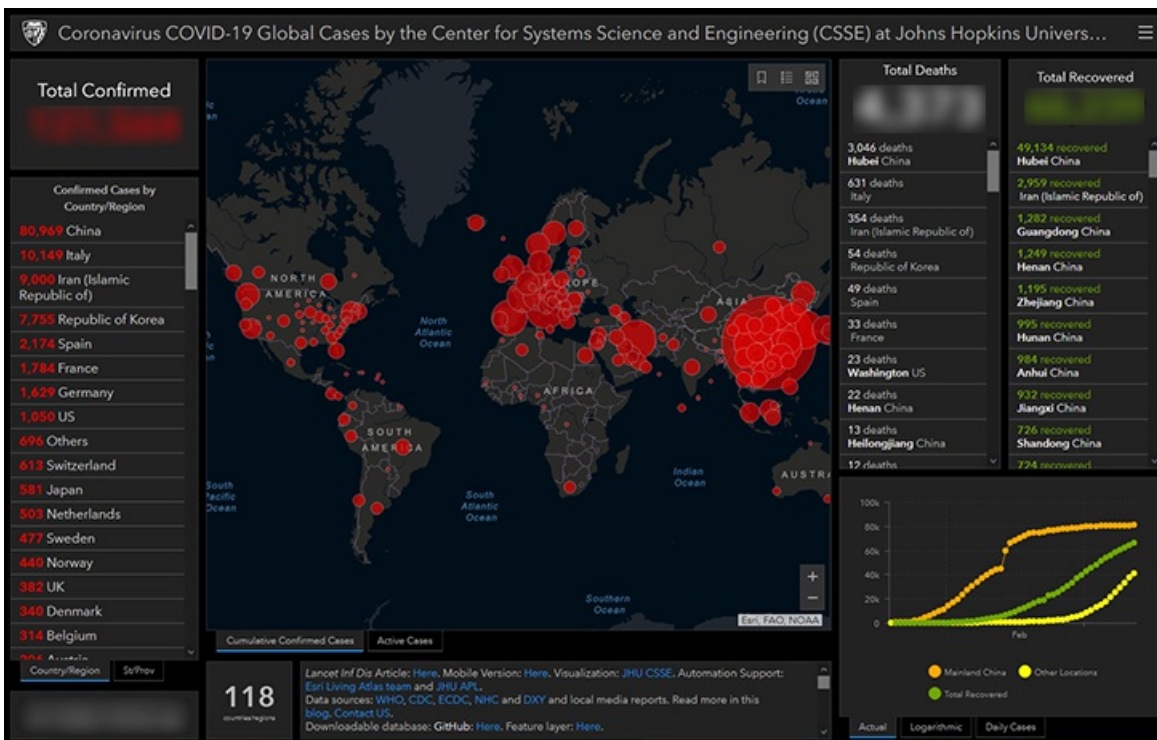 Coronavirus COVID-19 Global Cases by the Center for Systems Science and Engineering (CSSE) at Johns Hopkins Univers...
Total Confirmed
Confirmed Cases by
Country/Region
80,969 China
10,149 Italy
9,000 Iran (Islamic
Republic of)
7,755 Republic of Korea
2,174 Spain
1,784 France
1,629 Germany
1,050 US
696 Others
613 Switzerland
581 Japan
503 Netherlands
477 Sweden
440 Norway
382 UK
340 Denmark
314 Belgium
Country/Region
St/Prov
Ocean
NORTH
AMERICA
EUROPE
ASIA
North
Atlantic
Ocean
AFRICA
SOUTH
AMERICA
Indian
Ocean
AUSTRA
South
Pacific
Ocean
South
Atlantic
Ocean
Southern
Ocean
+
−
Esri, FAO, NOAA
Cumulative Confirmed Cases
Active Cases
118
countries/regions
Lancet Inf Dis Article: Here. Mobile Version: Here. Visualization: JHU CSSE. Automation Support:
Esri Living Atlas team and JHU APL.
Data sources: WHO, CDC, ECDC, NHC and DXY and local media reports. Read more in this
blog. Contact US.
Downloadable database: GitHub: Here. Feature layer: Here.
Total Deaths
3,046 deaths
Hubei China
631 deaths
Italy
354 deaths
Iran (Islamic Republic of)
54 deaths
Republic of Korea
49 deaths
Spain
33 deaths
France
23 deaths
Washington US
22 deaths
Henan China
13 deaths
Heilongjiang China
12 deaths
Total Recovered
49,134 recovered
Hubei China
2,959 recovered
Iran (Islamic Republic of)
1,282 recovered
Guangdong China
1,249 recovered
Henan China
1,195 recovered
Zhejiang China
995 recovered
Hunan China
984 recovered
Anhui China
932 recovered
Jiangxi China
726 recovered
Shandong China
724 recovered
100k
80k
60k
40k
20k
0
Feb
Mainland China
Other Locations
Total Recovered
Actual
Logarithmic
Daily Cases